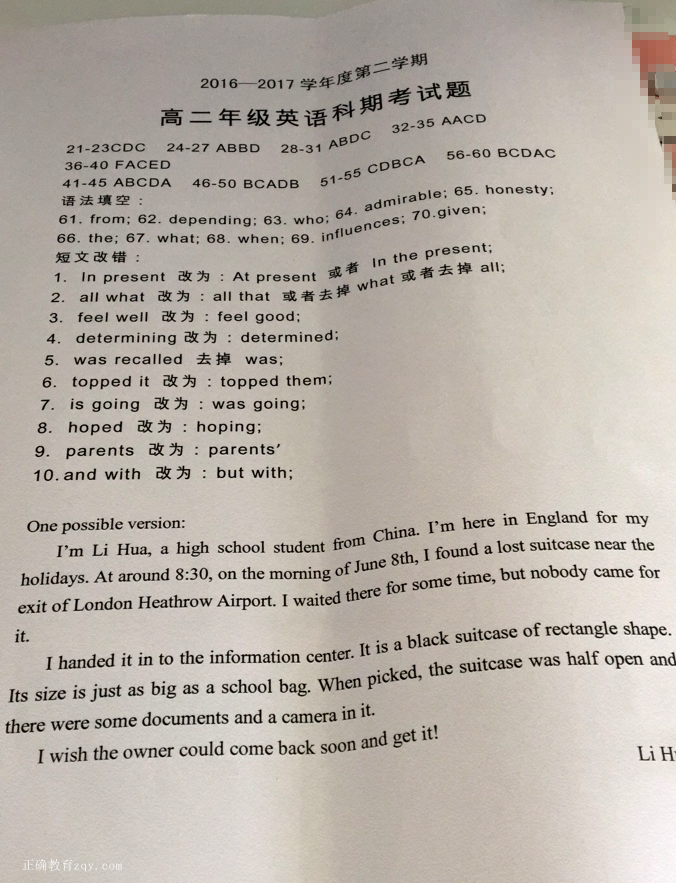 2016—2017 学年度第二学期
高二年级英语科期考试题
21-23CDC 24-27 ABBD 28-31 ABDC 32-35 AACD
36-40 FACED
41-45 ABCDA 46-50 BCADB 51-55 CDBCA 56-60 BCDAC
语法填空：
61. from; 62. depending; 63. who; 64. admirable; 65. honesty;
66. the; 67. what; 68. when; 69. influences; 70.given;
短文改错：
1. In present 改为：At present 或者 In the present;
2. all what 改为：all that 或者去掉 what 或者去掉 all;
3. feel well 改为：feel good;
4. determining 改为：determined;
5. was recalled 去掉 was;
6. topped it 改为：topped them;
7. is going 改为：was going;
8. hoped 改为：hoping;
9. parents 改为：parents’
10. and with 改为：but with;
One possible version:
I’m Li Hua, a high school student from China. I’m here in England for my
holidays. At around 8:30, on the morning of June 8th, I found a lost suitcase near the
exit of London Heathrow Airport. I waited there for some time, but nobody came for
it.
I handed it in to the information center. It is a black suitcase of rectangle shape.
Its size is just as big as a school bag. When picked, the suitcase was half open and
there were some documents and a camera in it.
I wish the owner could come back soon and get it!
Li H
正确教育zqy.com